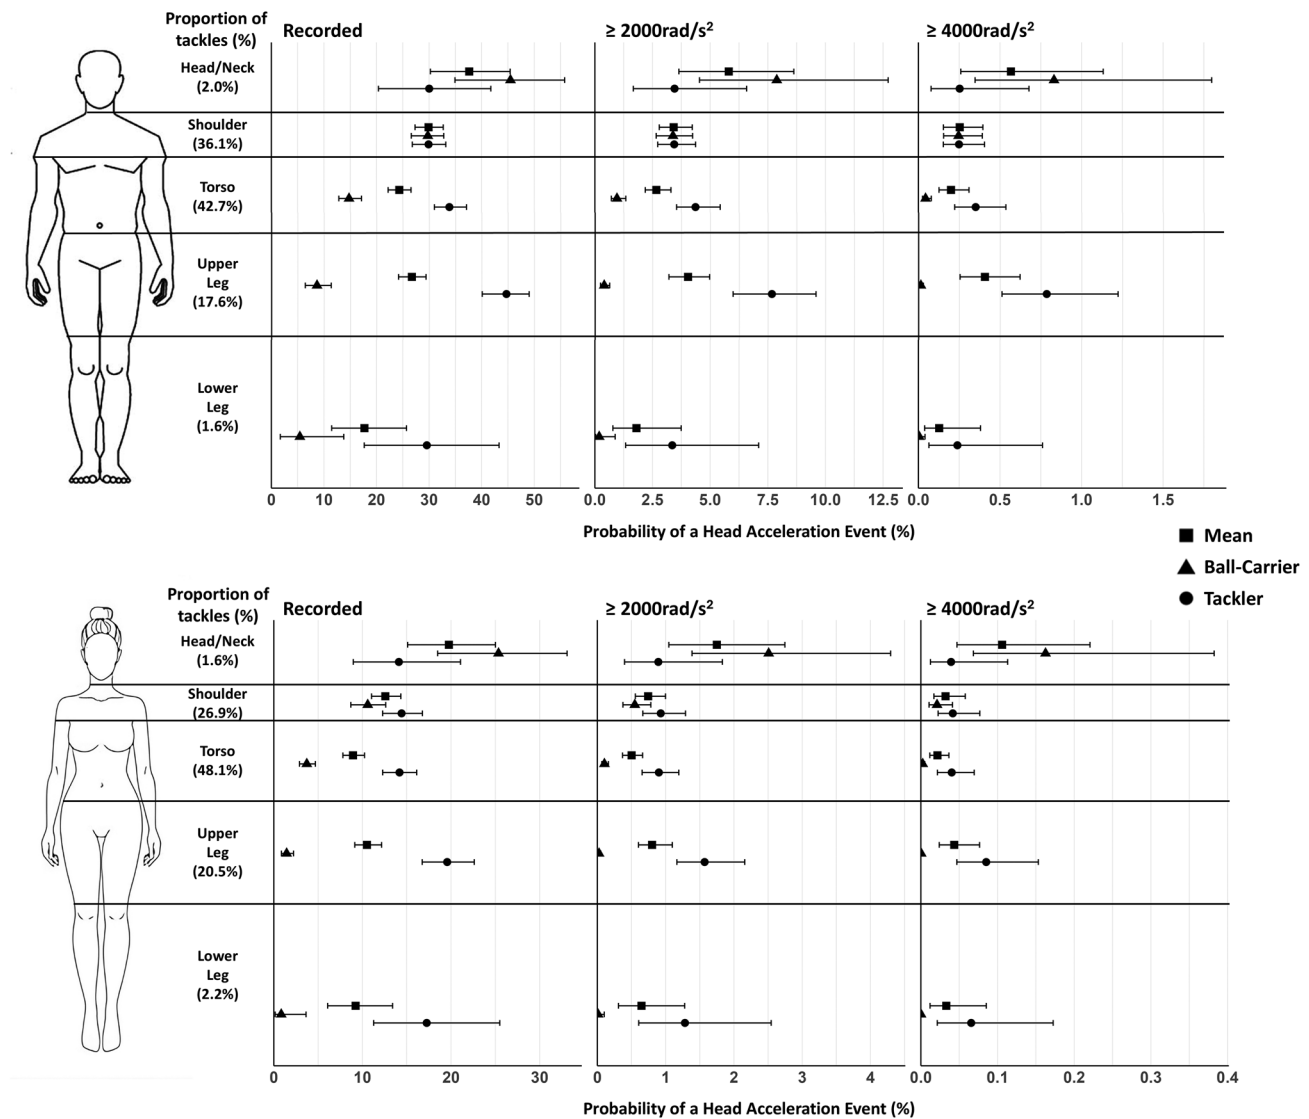 Proportion of
tackles (%)
Recorded
≥ 2000rad/s²
≥ 4000rad/s²
Head/Neck
(2.0%)
Shoulder
(36.1%)
Torso
(42.7%)
Upper
Leg
(17.6%)
Lower
Leg
(1.6%)
0 10 20 30 40 50
0.0 2.5 5.0 7.5 10.0 12.5
0.0 0.5 1.0 1.5
Probability of a Head Acceleration Event (%)
Mean
Ball-Carrier
Tackler
Proportion of
tackles (%)
Recorded
≥ 2000rad/s²
≥ 4000rad/s²
Head/Neck
(1.6%)
Shoulder
(26.9%)
Torso
(48.1%)
Upper
Leg
(20.5%)
Lower
Leg
(2.2%)
0 10 20 30
0 1 2 3 4
0.0 0.1 0.2 0.3 0.4
Probability of a Head Acceleration Event (%)